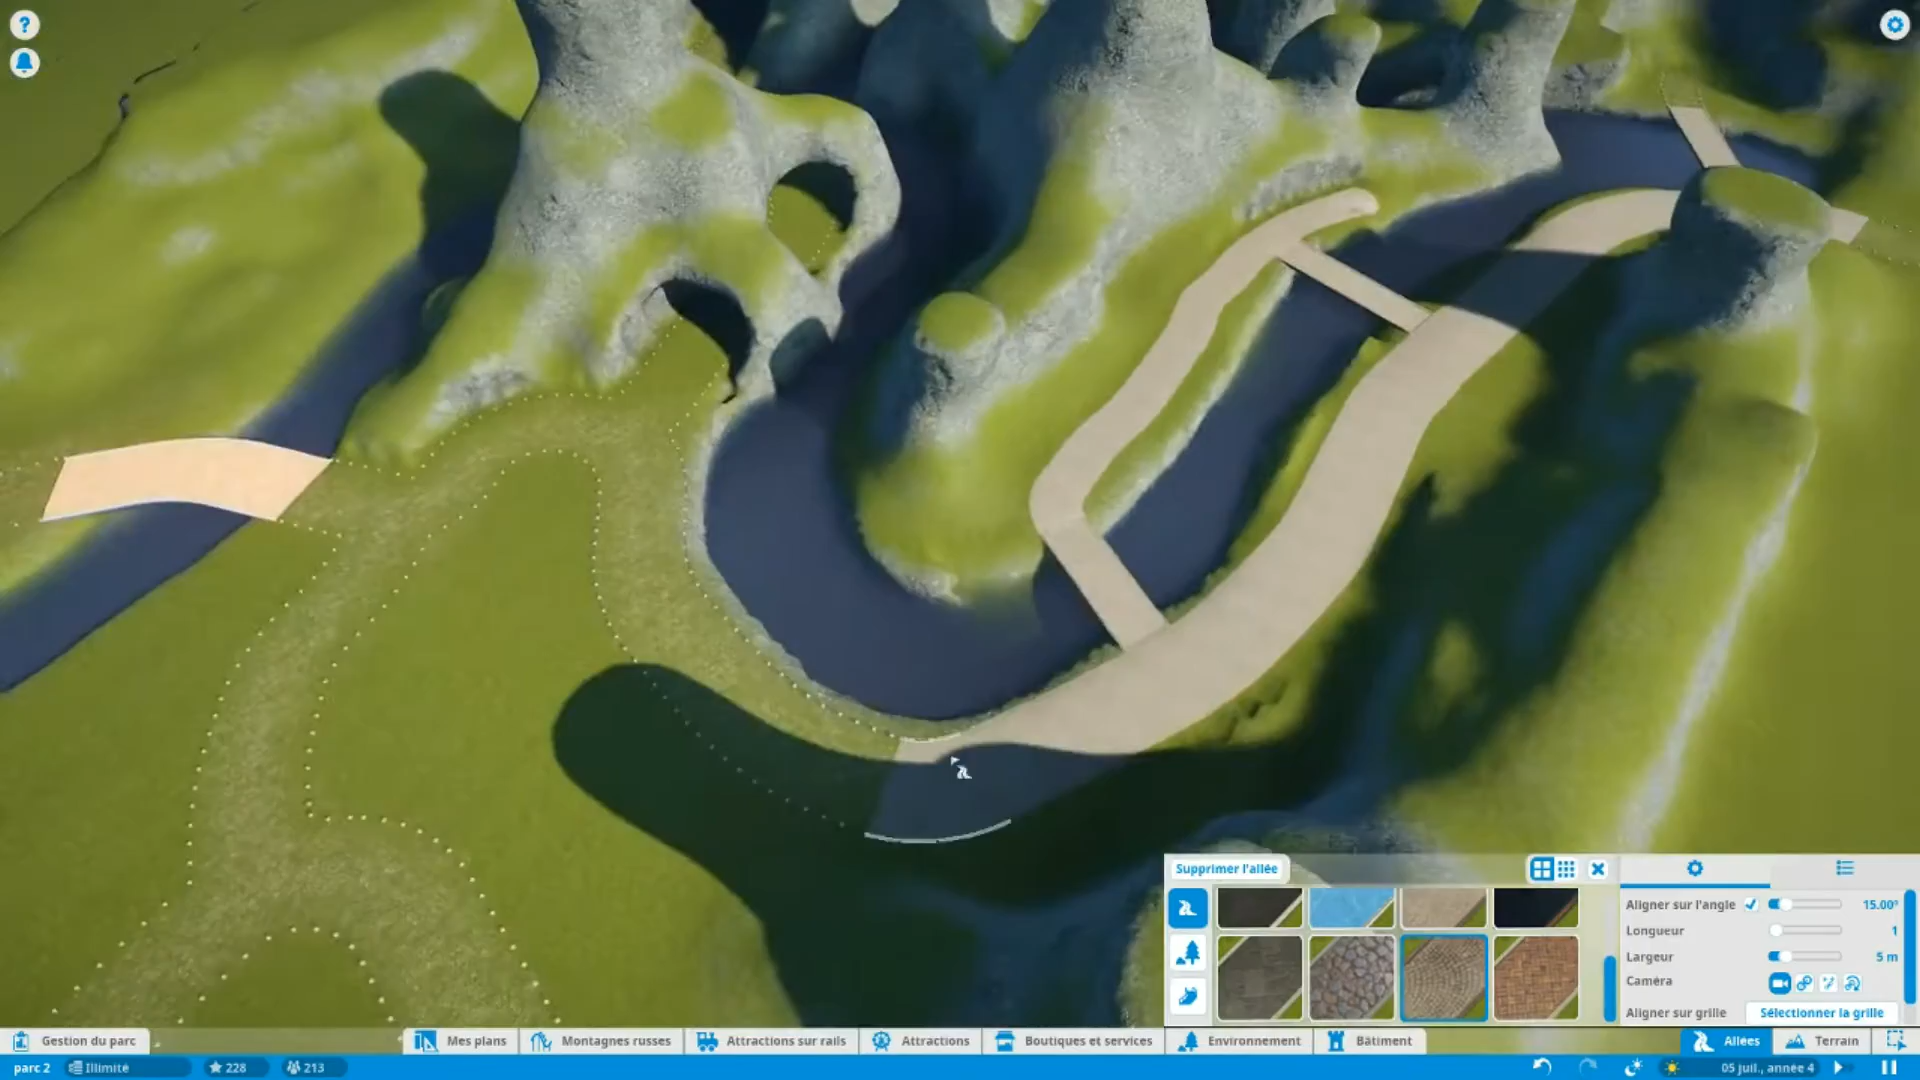 ?
Supprimer l'allée
Aligner sur l'angle 15.00°
Longueur 1
Largeur 5 m
Caméra
Aligner sur grille Sélectionner la grille
Gestion du parc Mes plans Montagnes russes Attractions sur rails Attractions Boutiques et services Environnement Bâtiment Allées Terrain
parc 2 Illimité 228 213 05 juil., année 4